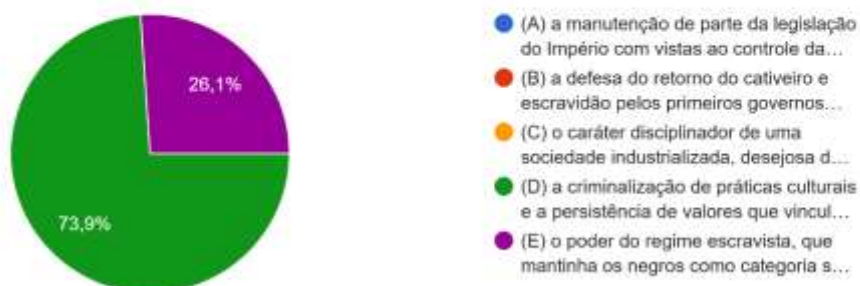 26,1%
73,9%
(A) a manutenção de parte da legislação
do Império com vistas ao controle da...
(B) a defesa do retorno do cativeiro e
escravidão pelos primeiros governos...
(C) o caráter disciplinador de uma
sociedade industrializada, desejosa d...
(D) a criminalização de práticas culturais
e a persistência de valores que vincul...
(E) o poder do regime escravista, que
mantinha os negros como categoria s...